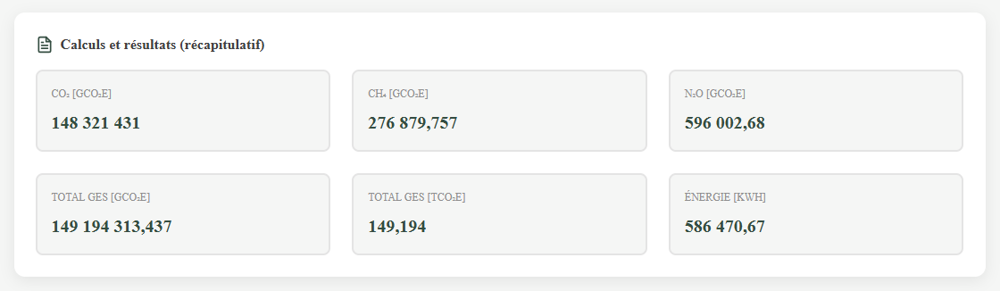 Calculs et résultats (récapitulatif)
CO₂ [GCO₂E]
148 321 431
CH₄ [GCO₂E]
276 879,757
N₂O [GCO₂E]
596 002,68
TOTAL GES [GCO₂E]
149 194 313,437
TOTAL GES [TCO₂E]
149,194
ÉNERGIE [KWH]
586 470,67